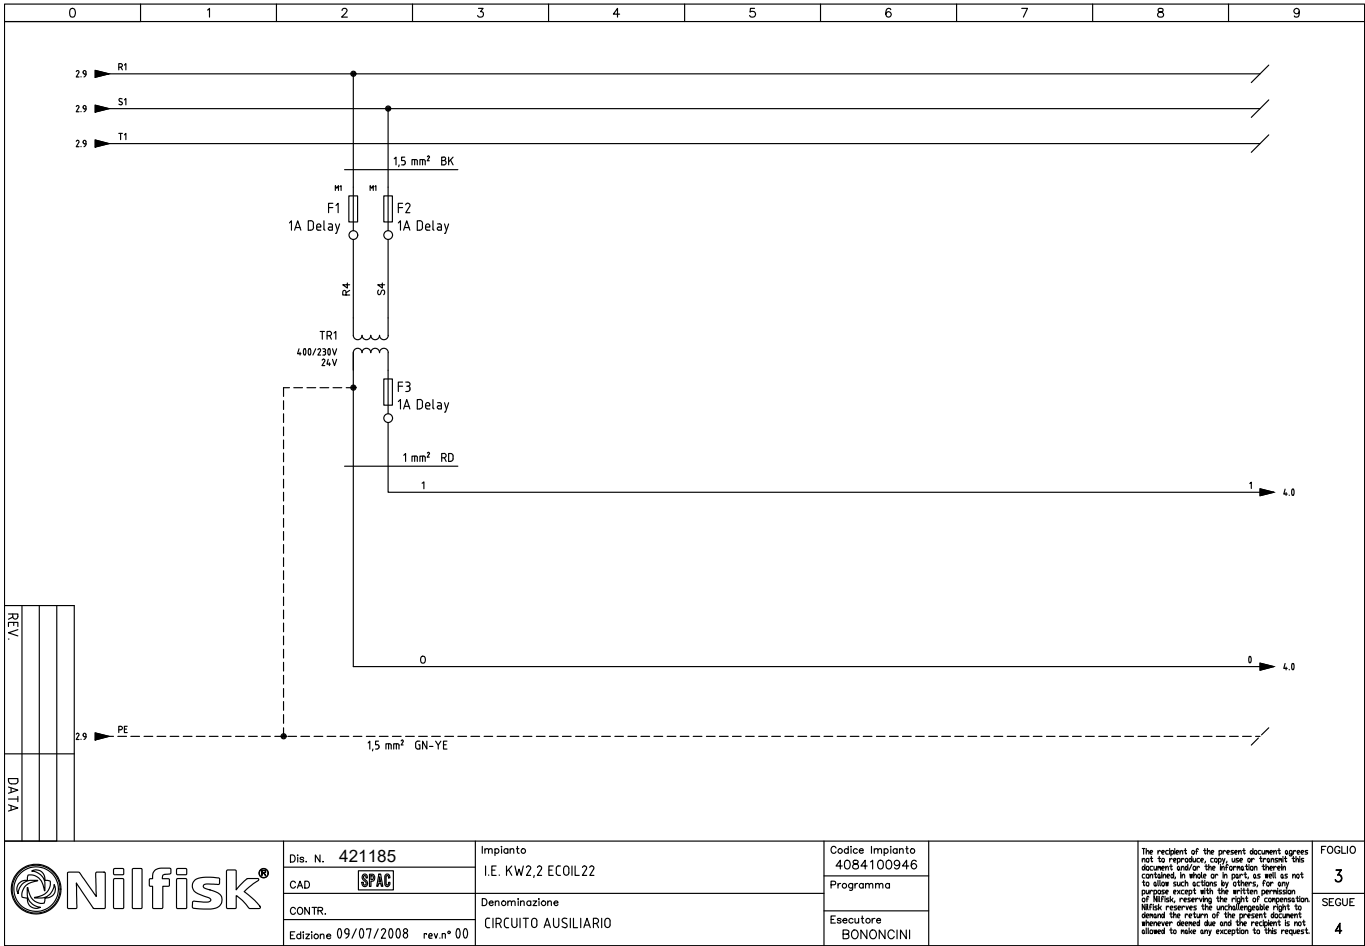 0 1 2 3 4 5 6 7 8 9
2.9 R1
2.9 S1
2.9 T1
1,5 mm² BK
M1 M1
F1 F2
1A Delay 1A Delay
R4 S4
TR1
400/230V
24V
F3
1A Delay
1 mm² RD
1 1 4.0
REV.
0 0 4.0
2.9 PE
1,5 mm² GN-YE
DATA
Nilfisk®
Dis. N. 421185
CAD SPAC
CONTR.
Edizione 09/07/2008 rev.n° 00
Impianto
I.E. KW2,2 ECOIL22
Denominazione
CIRCUITO AUSILIARIO
Codice Impianto
4084100946
Programma
Esecutore
BONONCINI
The recipient of the present document agrees
not to reproduce, copy, use or transmit this
document and/or the information therein
contained, in whole or in part, as well as not
to allow such actions by others, for any
purpose except with the written permission
of Nilfisk, reserving the right of compensation.
Nilfisk reserves the unchallengeable right to
demand the return of the present document
whenever deemed due and the recipient is not
allowed to make any exception to this request.
FOGLIO
3
SEGUE
4